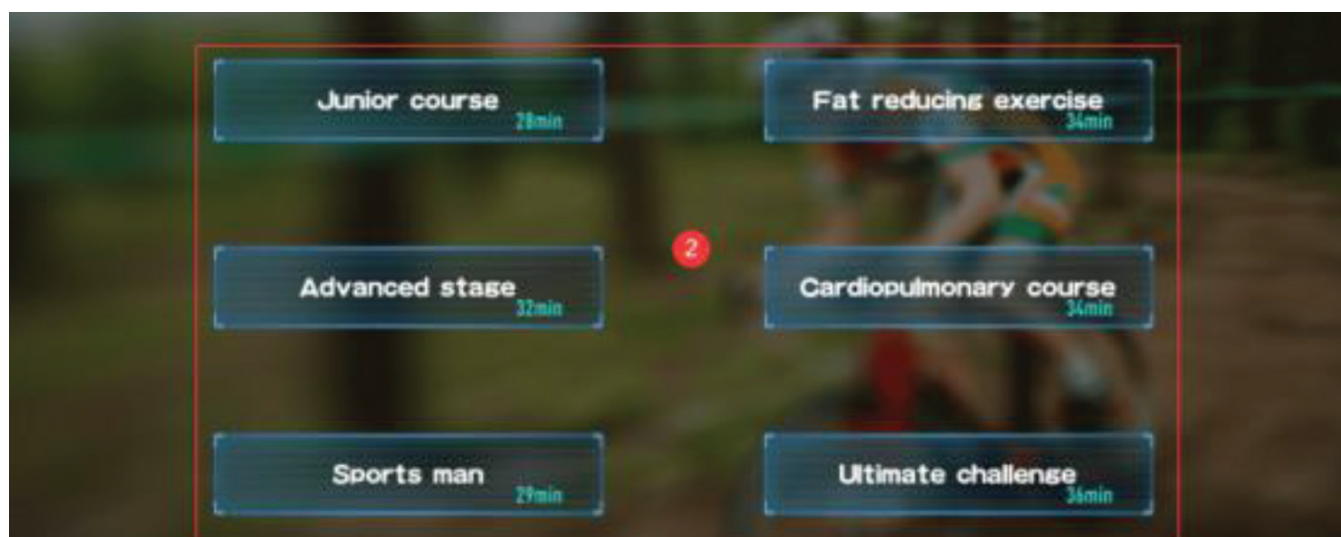 Junior course
28min
Fat reducing exercise
34min
2
Advanced stage
32min
Cardiopulmonary course
34min
Sports man
29min
Ultimate challenge
36min